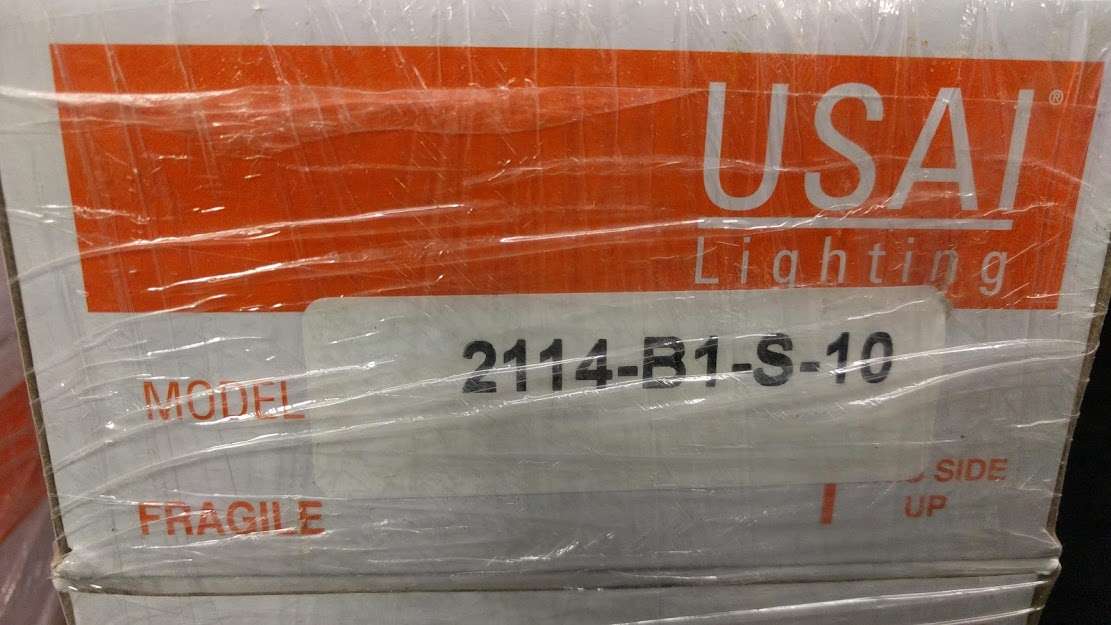 USAI®
Lighting
2114-B1-S-10
MODEL
FRAGILE
SIDE
UP